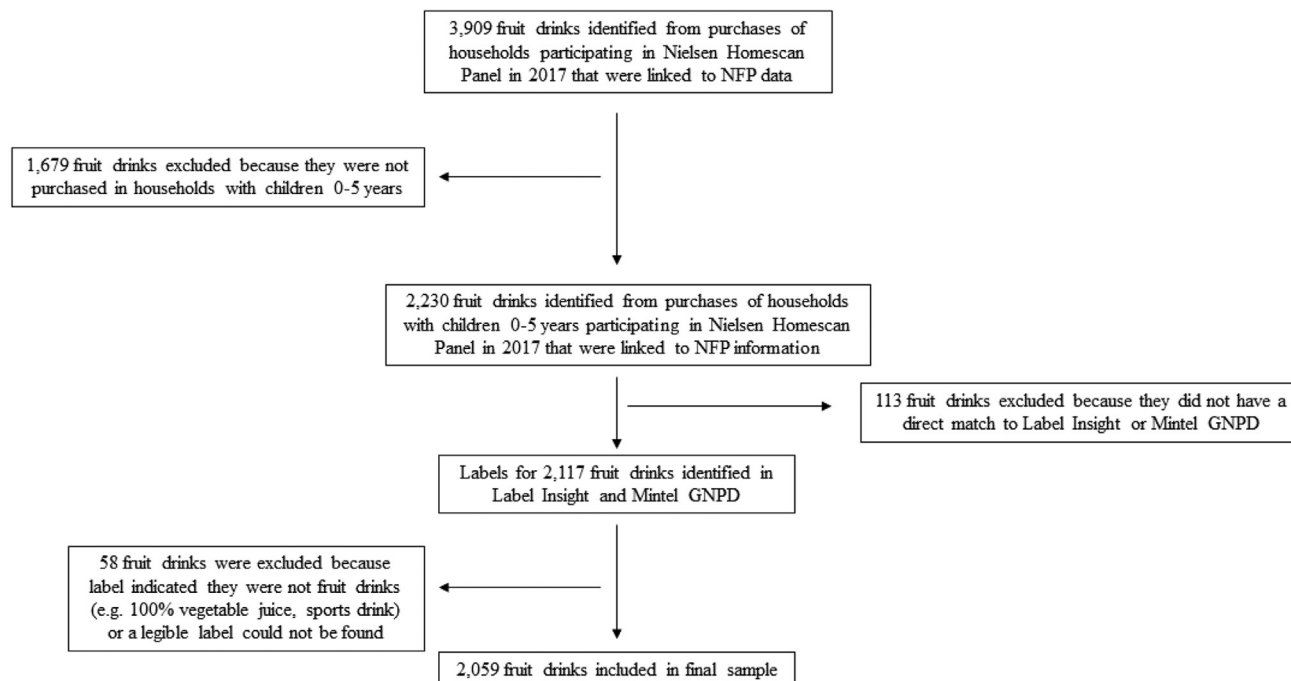 3,909 fruit drinks identified from purchases of
households participating in Nielsen Homescan
Panel in 2017 that were linked to NFP data
1,679 fruit drinks excluded because they were not
purchased in households with children 0-5 years
2,230 fruit drinks identified from purchases of households
with children 0-5 years participating in Nielsen Homescan
Panel in 2017 that were linked to NFP information
113 fruit drinks excluded because they did not have a
direct match to Label Insight or Mintel GNPD
Labels for 2,117 fruit drinks identified in
Label Insight and Mintel GNPD
58 fruit drinks were excluded because
label indicated they were not fruit drinks
(e.g. 100% vegetable juice, sports drink)
or a legible label could not be found
2,059 fruit drinks included in final sample